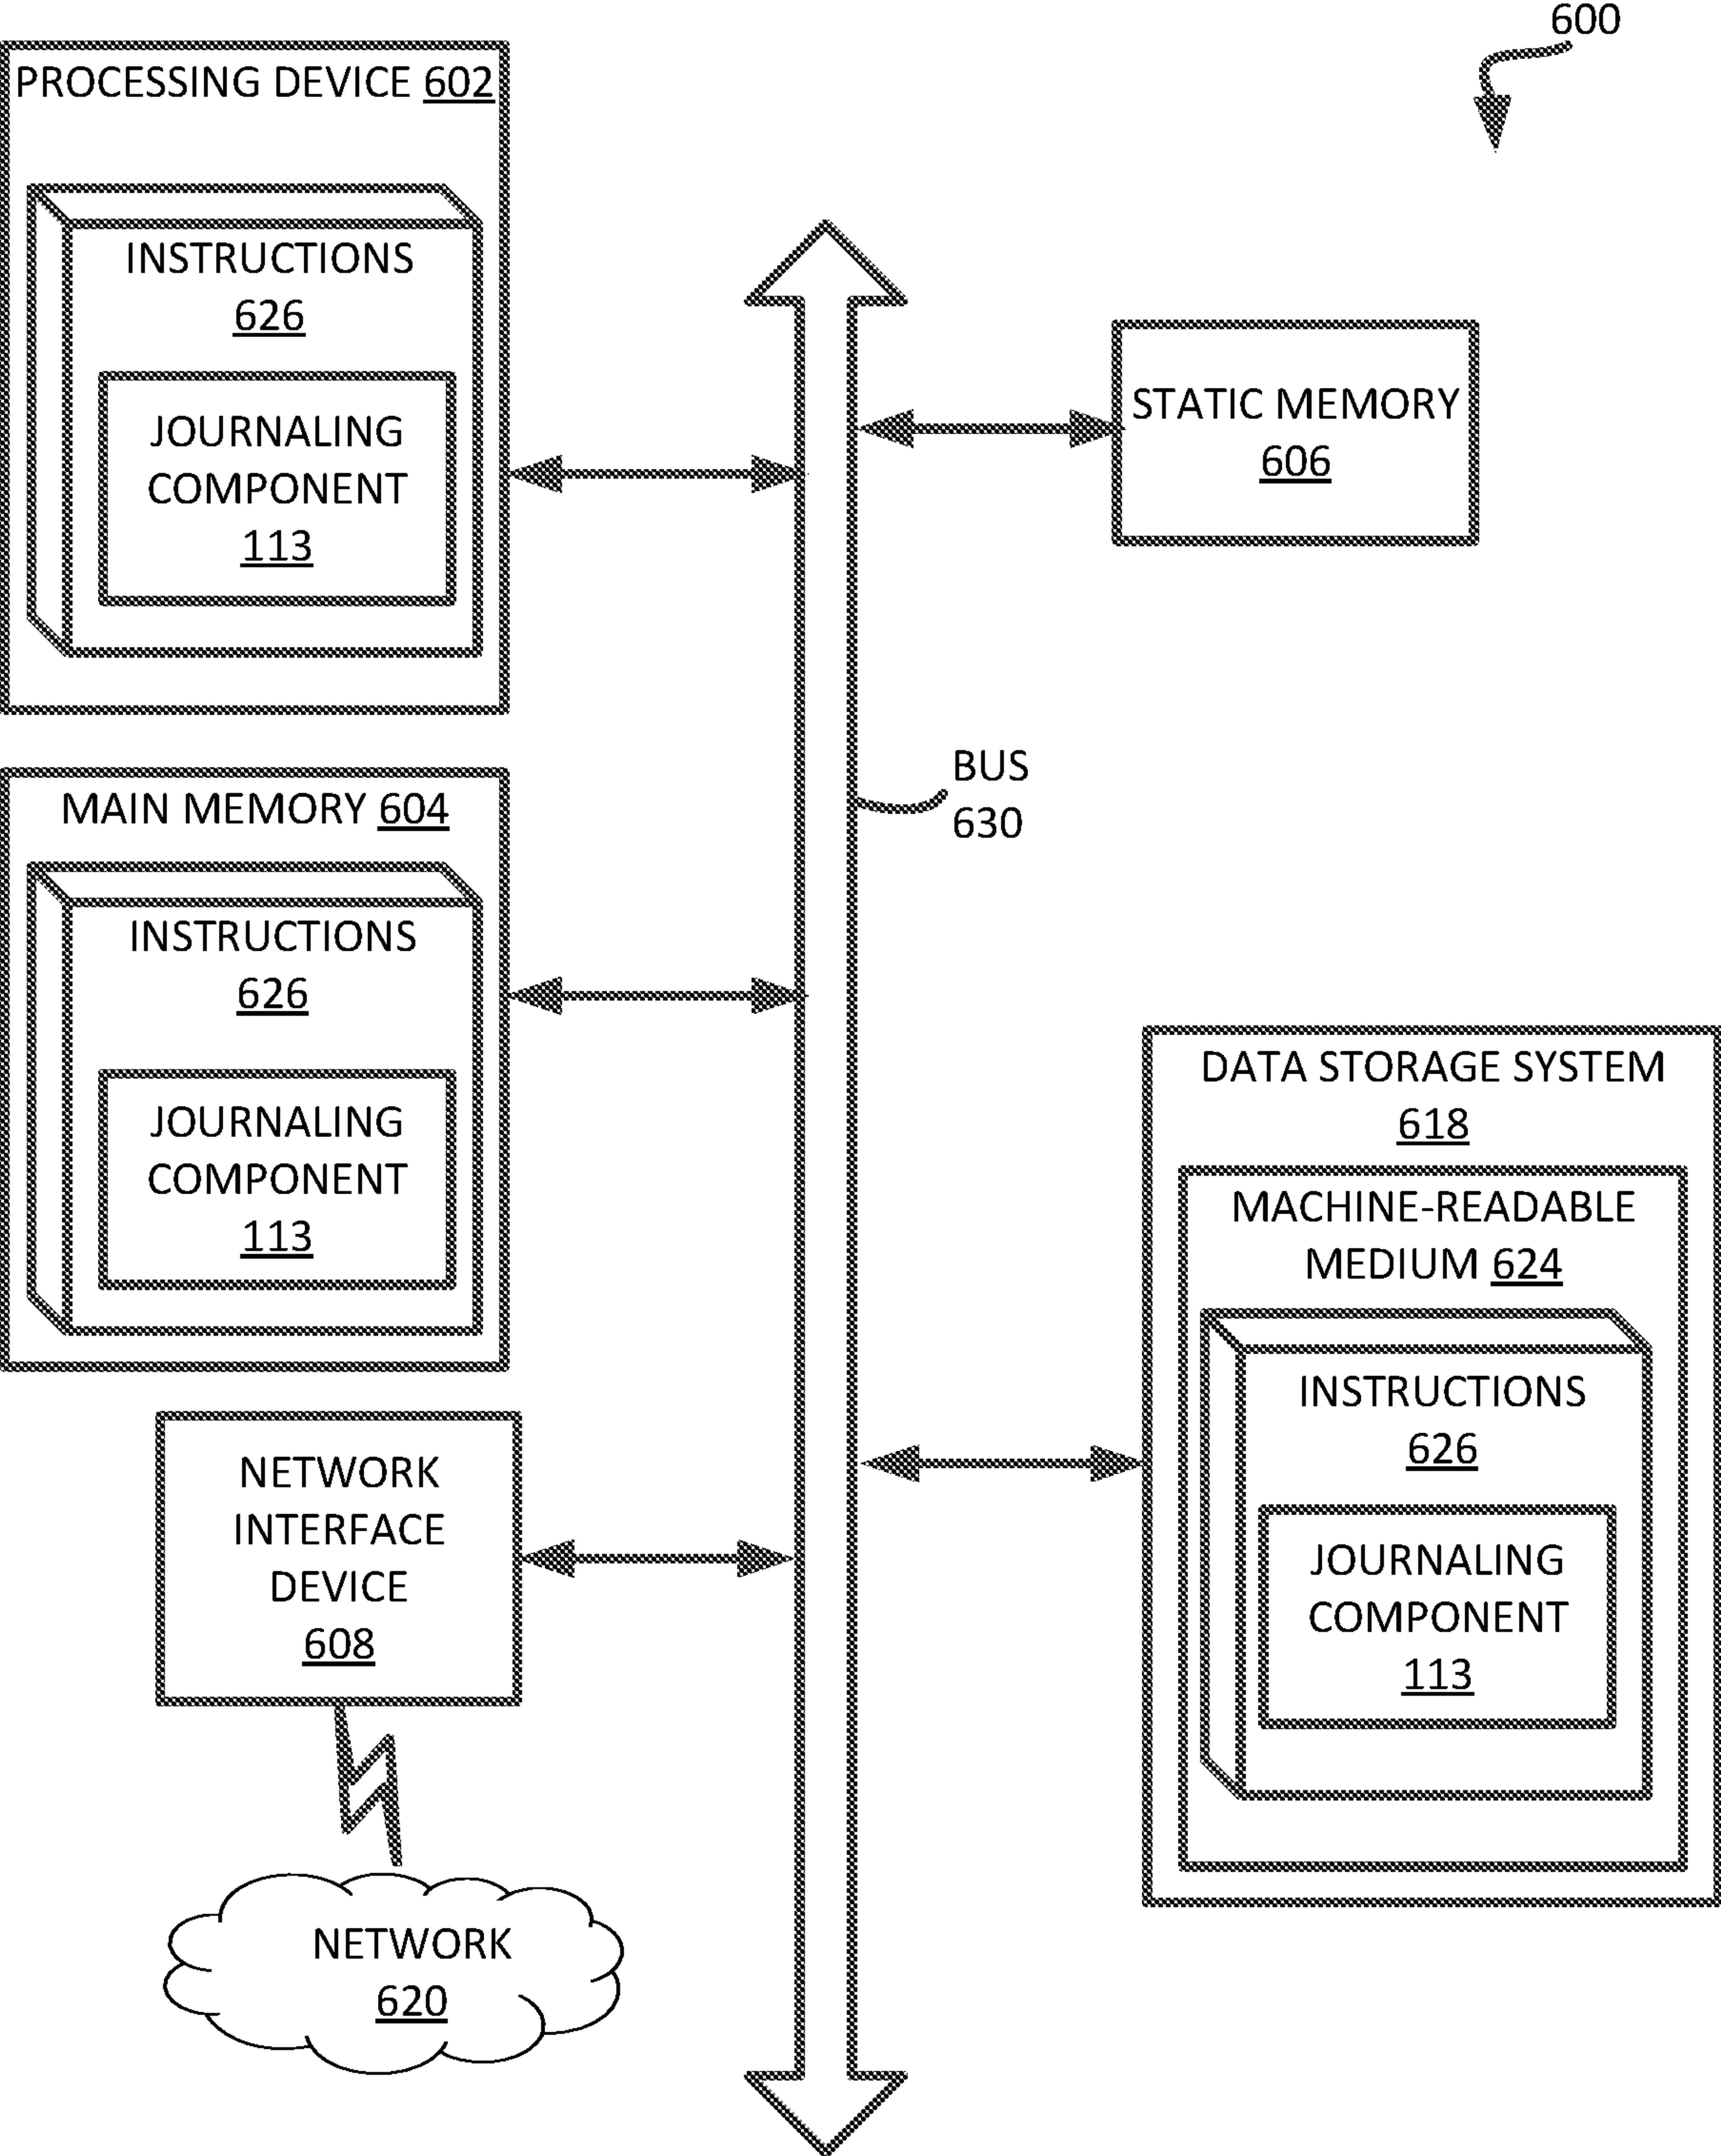 600
PROCESSING DEVICE 602
INSTRUCTIONS
626
JOURNALING
COMPONENT
113
STATIC MEMORY
606
BUS
630
MAIN MEMORY 604
INSTRUCTIONS
626
JOURNALING
COMPONENT
113
DATA STORAGE SYSTEM
618
MACHINE-READABLE
MEDIUM 624
INSTRUCTIONS
626
JOURNALING
COMPONENT
113
NETWORK
INTERFACE
DEVICE
608
NETWORK
620